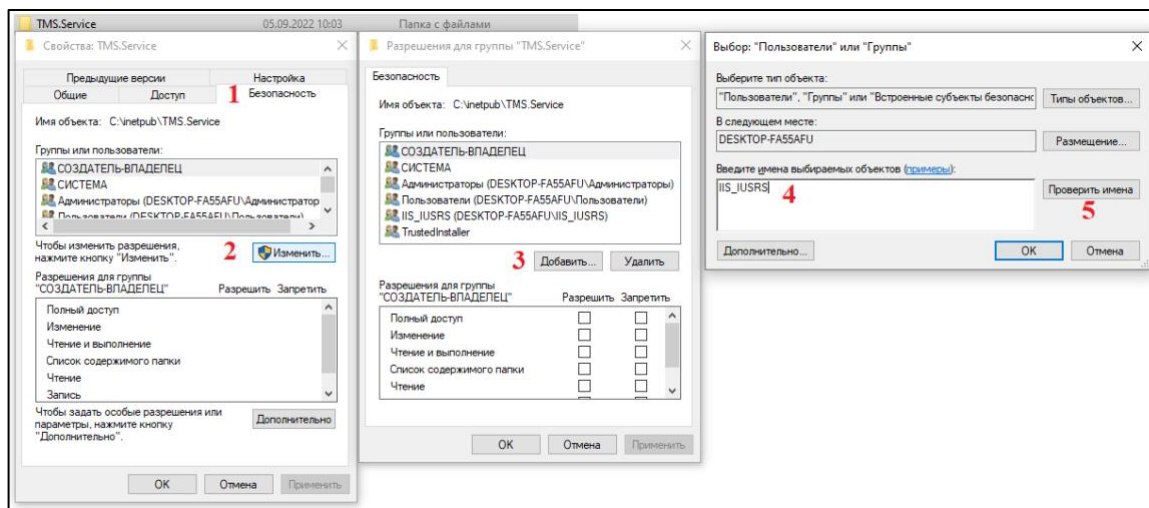 TMS.Service 05.09.2022 10:03 Папка с файлами
Свойства: TMS.Service
Предыдущие версии Настройка
Общие Доступ 1 Безопасность
Имя объекта: C:\inetpub\TMS.Service
Группы или пользователи:
СОЗДАТЕЛЬ-ВЛАДЕЛЕЦ
СИСТЕМА
Администраторы (DESKTOP-FA55AFU\Администратор
Пользователи (DESKTOP-FA55AFU\Пользователи)
Чтобы изменить разрешения,
нажмите кнопку "Изменить".
2 Изменить...
Разрешения для группы
"СОЗДАТЕЛЬ-ВЛАДЕЛЕЦ" Разрешить Запретить
Полный доступ
Изменение
Чтение и выполнение
Список содержимого папки
Чтение
Запись
Чтобы задать особые разрешения или
параметры, нажмите кнопку
"Дополнительно".
Дополнительно
ОК Отмена Применить
Разрешения для группы "TMS.Service"
Безопасность
Имя объекта: C:\inetpub\TMS.Service
Группы или пользователи:
СОЗДАТЕЛЬ-ВЛАДЕЛЕЦ
СИСТЕМА
Администраторы (DESKTOP-FA55AFU\Администраторы)
Пользователи (DESKTOP-FA55AFU\Пользователи)
IIS_IUSRS (DESKTOP-FA55AFU\IIS_IUSRS)
TrustedInstaller
3 Добавить... Удалить
Разрешения для группы
"СОЗДАТЕЛЬ-ВЛАДЕЛЕЦ" Разрешить Запретить
Полный доступ
Изменение
Чтение и выполнение
Список содержимого папки
Чтение
ОК Отмена Применить
Выбор: "Пользователи" или "Группы"
Выберите тип объекта:
"Пользователи", "Группы" или "Встроенные субъекты безопасно Типы объектов...
В следующем месте:
DESKTOP-FA55AFU Размещение...
Введите имена выбираемых объектов (примеры):
IIS_IUSRS 4 Проверить имена
5
Дополнительно... ОК Отмена